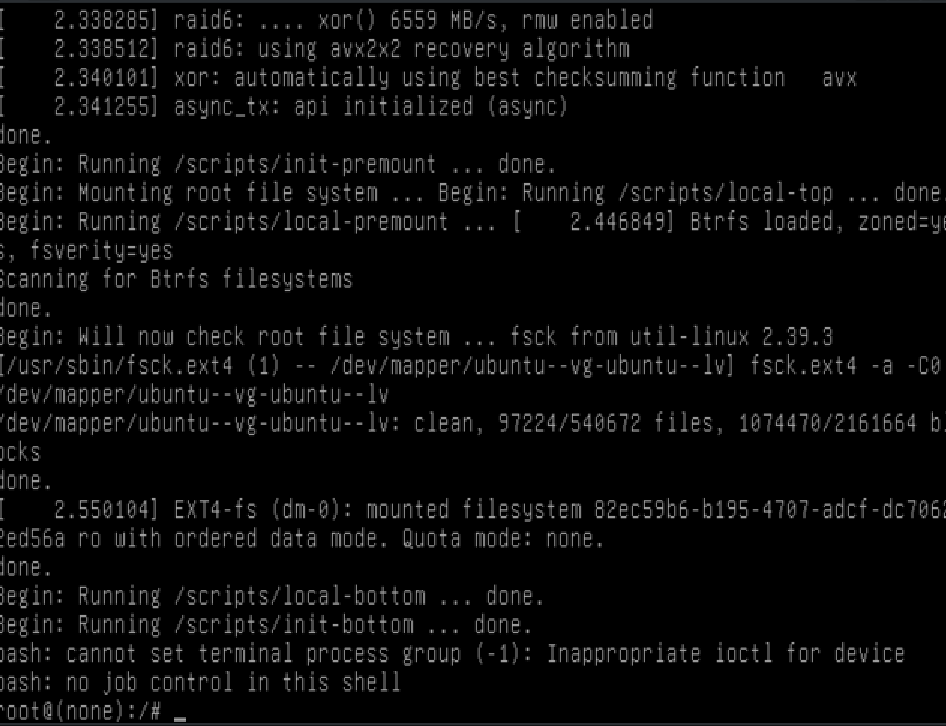 [    2.338285] raid6: .... xor() 6559 MB/s, rmw enabled
[    2.338512] raid6: using avx2x2 recovery algorithm
[    2.340101] xor: automatically using best checksumming function   avx
[    2.341255] async_tx: api initialized (async)
done.
Begin: Running /scripts/init-premount ... done.
Begin: Mounting root file system ... Begin: Running /scripts/local-top ... done.
Begin: Running /scripts/local-premount ... [    2.446849] Btrfs loaded, zoned=ye
s, fsverity=yes
Scanning for Btrfs filesystems
done.
Begin: Will now check root file system ... fsck from util-linux 2.39.3
[/usr/sbin/fsck.ext4 (1) -- /dev/mapper/ubuntu--vg-ubuntu--lv] fsck.ext4 -a -C0
/dev/mapper/ubuntu--vg-ubuntu--lv
/dev/mapper/ubuntu--vg-ubuntu--lv: clean, 97224/540672 files, 1074470/2161664 bl
ocks
done.
[    2.550104] EXT4-fs (dm-0): mounted filesystem 82ec59b6-b195-4707-adcf-dc7062
2ed56a ro with ordered data mode. Quota mode: none.
done.
Begin: Running /scripts/local-bottom ... done.
Begin: Running /scripts/init-bottom ... done.
bash: cannot set terminal process group (-1): Inappropriate ioctl for device
bash: no job control in this shell
root@(none):/# _